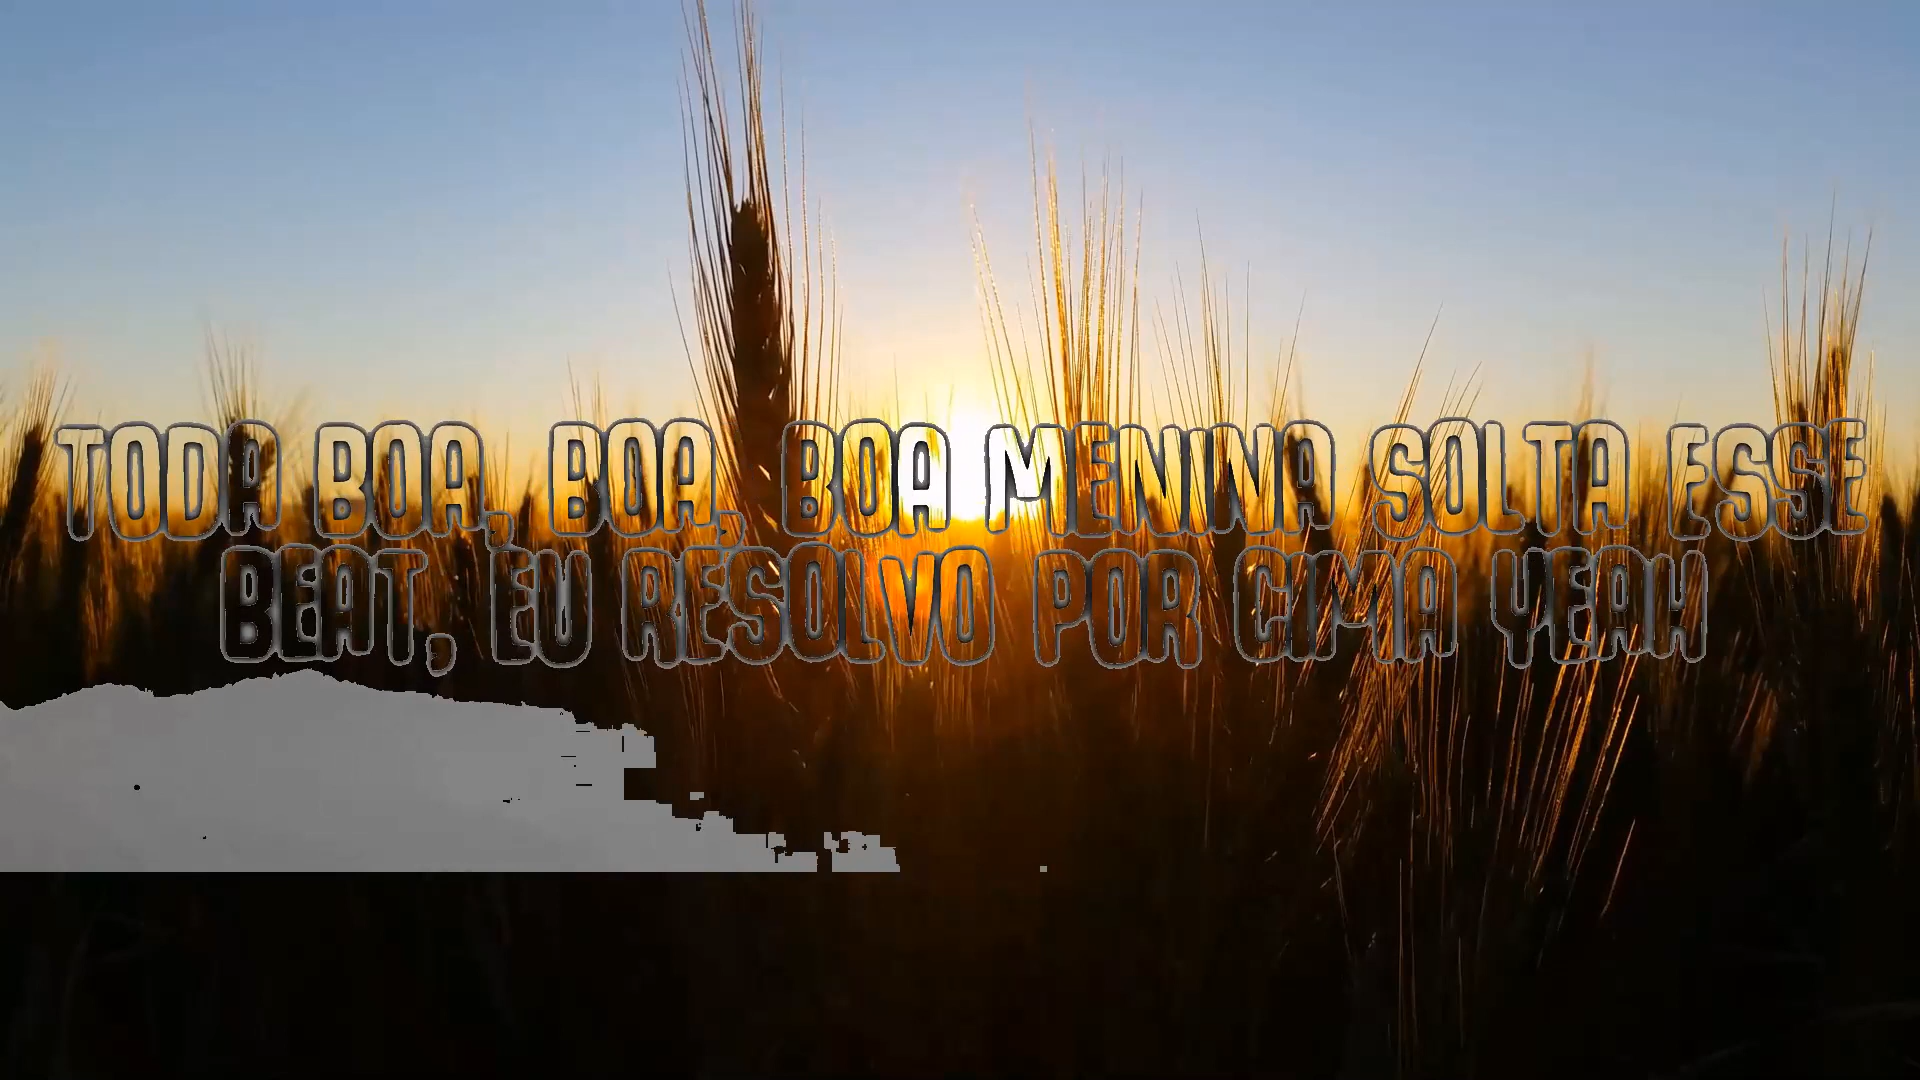 TODA BOA, BOA, BOA MENINA SOLTA ESSE
BEAT, EU RESOLVO POR CIMA YEAH